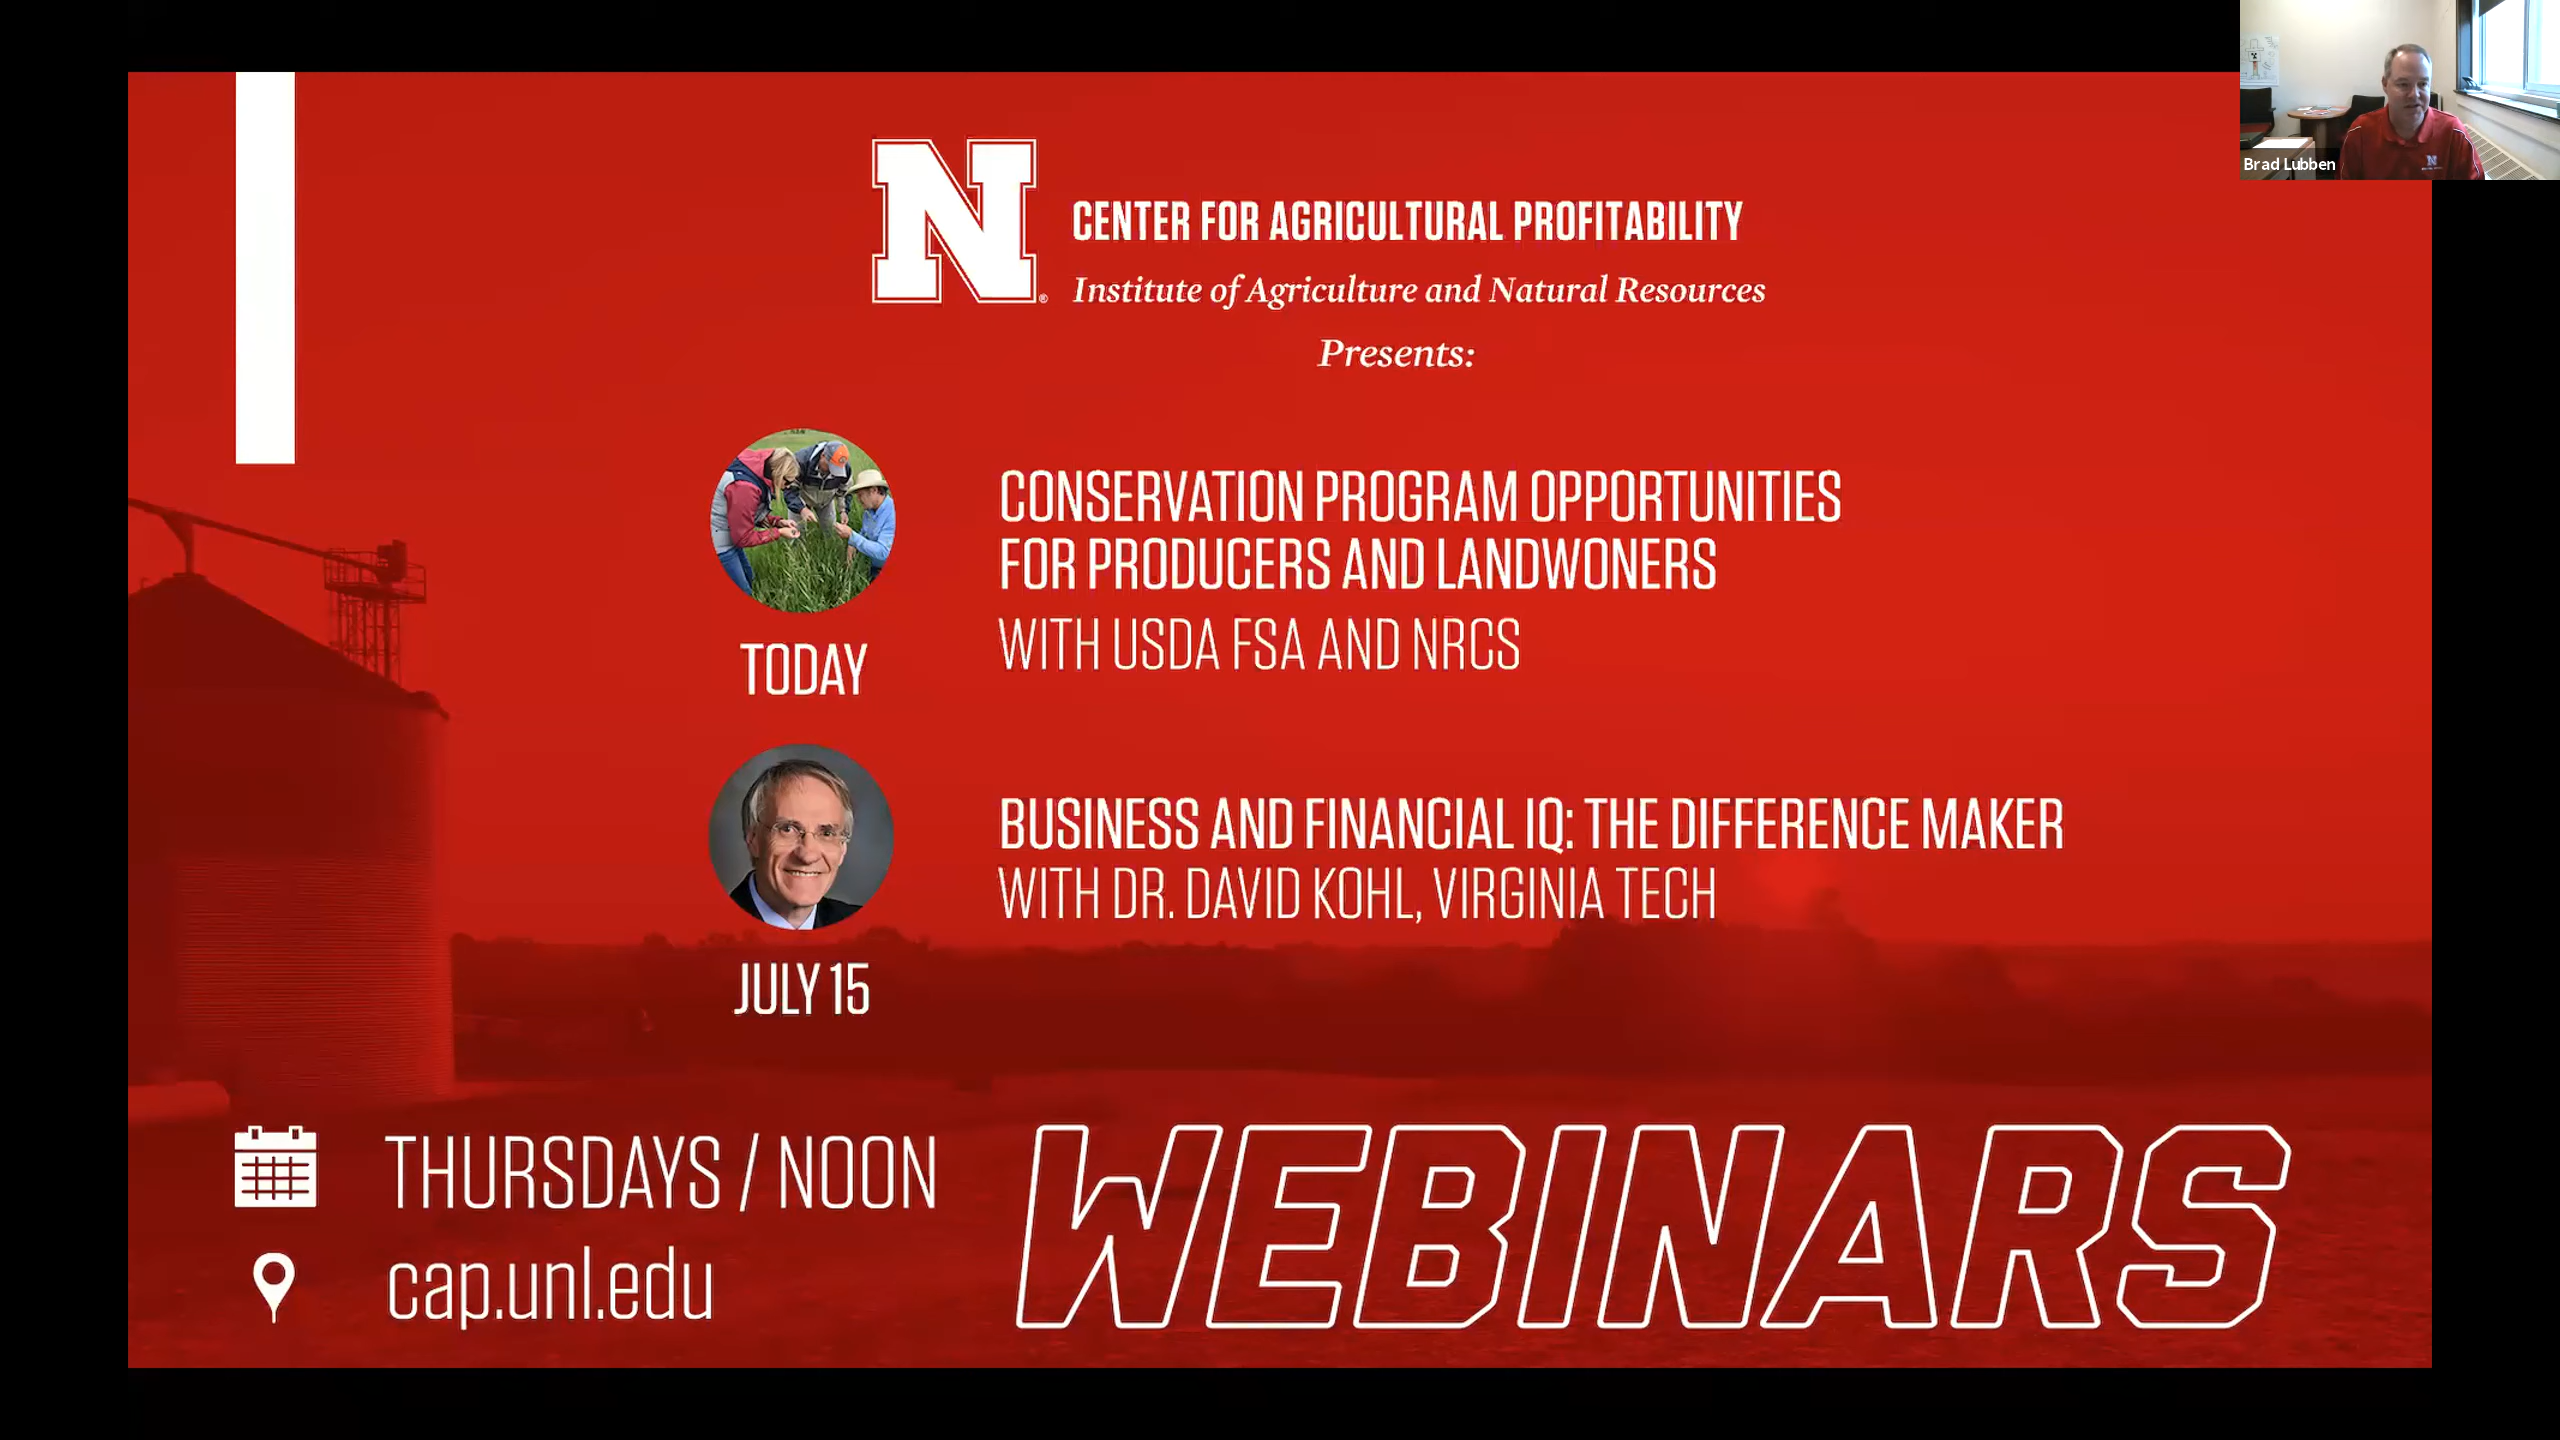 Brad Lubben
N
N
®
CENTER FOR AGRICULTURAL PROFITABILITY
Institute of Agriculture and Natural Resources
Presents:
CONSERVATION PROGRAM OPPORTUNITIES
FOR PRODUCERS AND LANDWONERS
WITH USDA FSA AND NRCS
TODAY
BUSINESS AND FINANCIAL IQ: THE DIFFERENCE MAKER
WITH DR. DAVID KOHL, VIRGINIA TECH
JULY 15
THURSDAYS / NOON
cap.unl.edu
WEBINARS